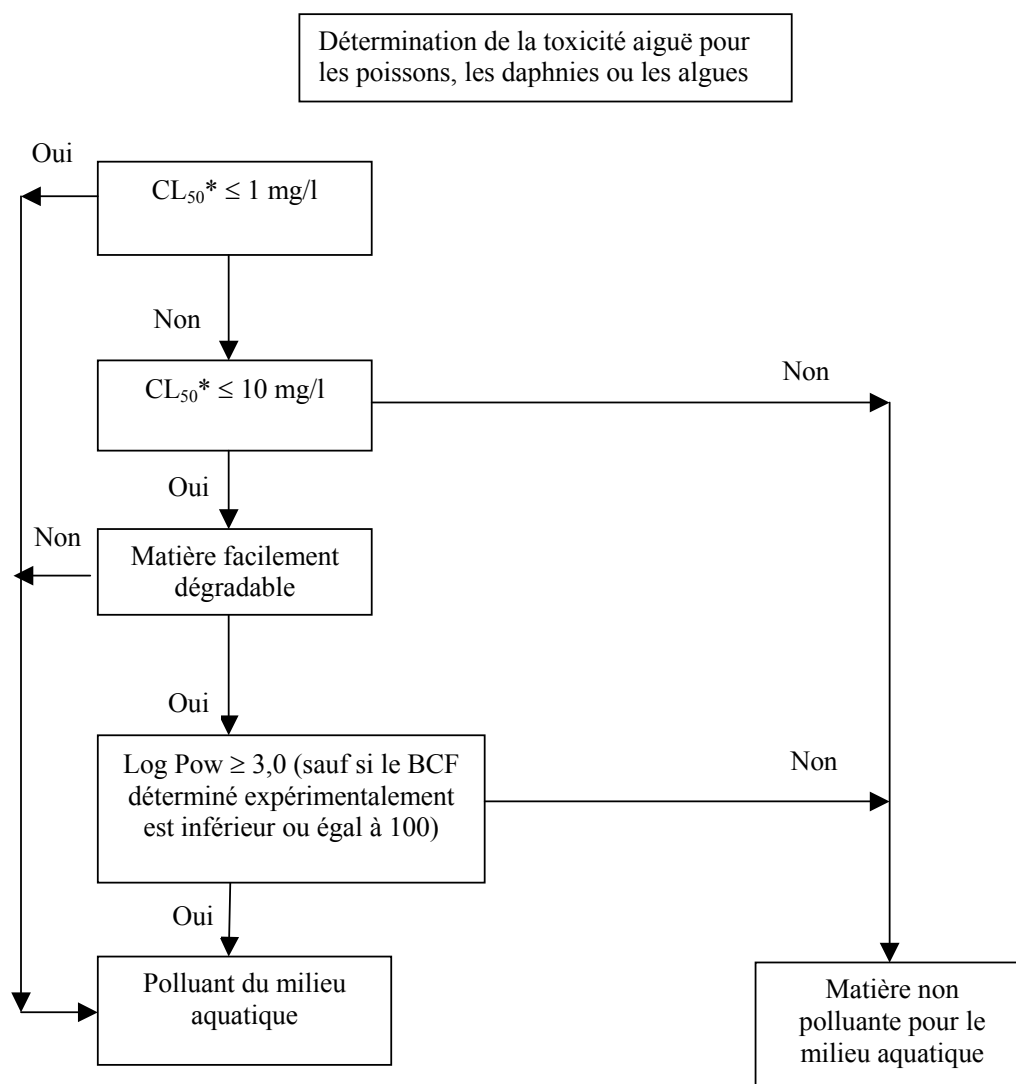 Détermination de la toxicité aiguë pour
les poissons, les daphnies ou les algues
Oui
CL50* ≤ 1 mg/l
Non
CL50* ≤ 10 mg/l
Non
Oui
Non
Matière facilement
dégradable
Oui
Log Pow ≥ 3,0 (sauf si le BCF
déterminé expérimentalement
est inférieur ou égal à 100)
Non
Oui
Polluant du milieu
aquatique
Matière non
polluante pour le
milieu aquatique